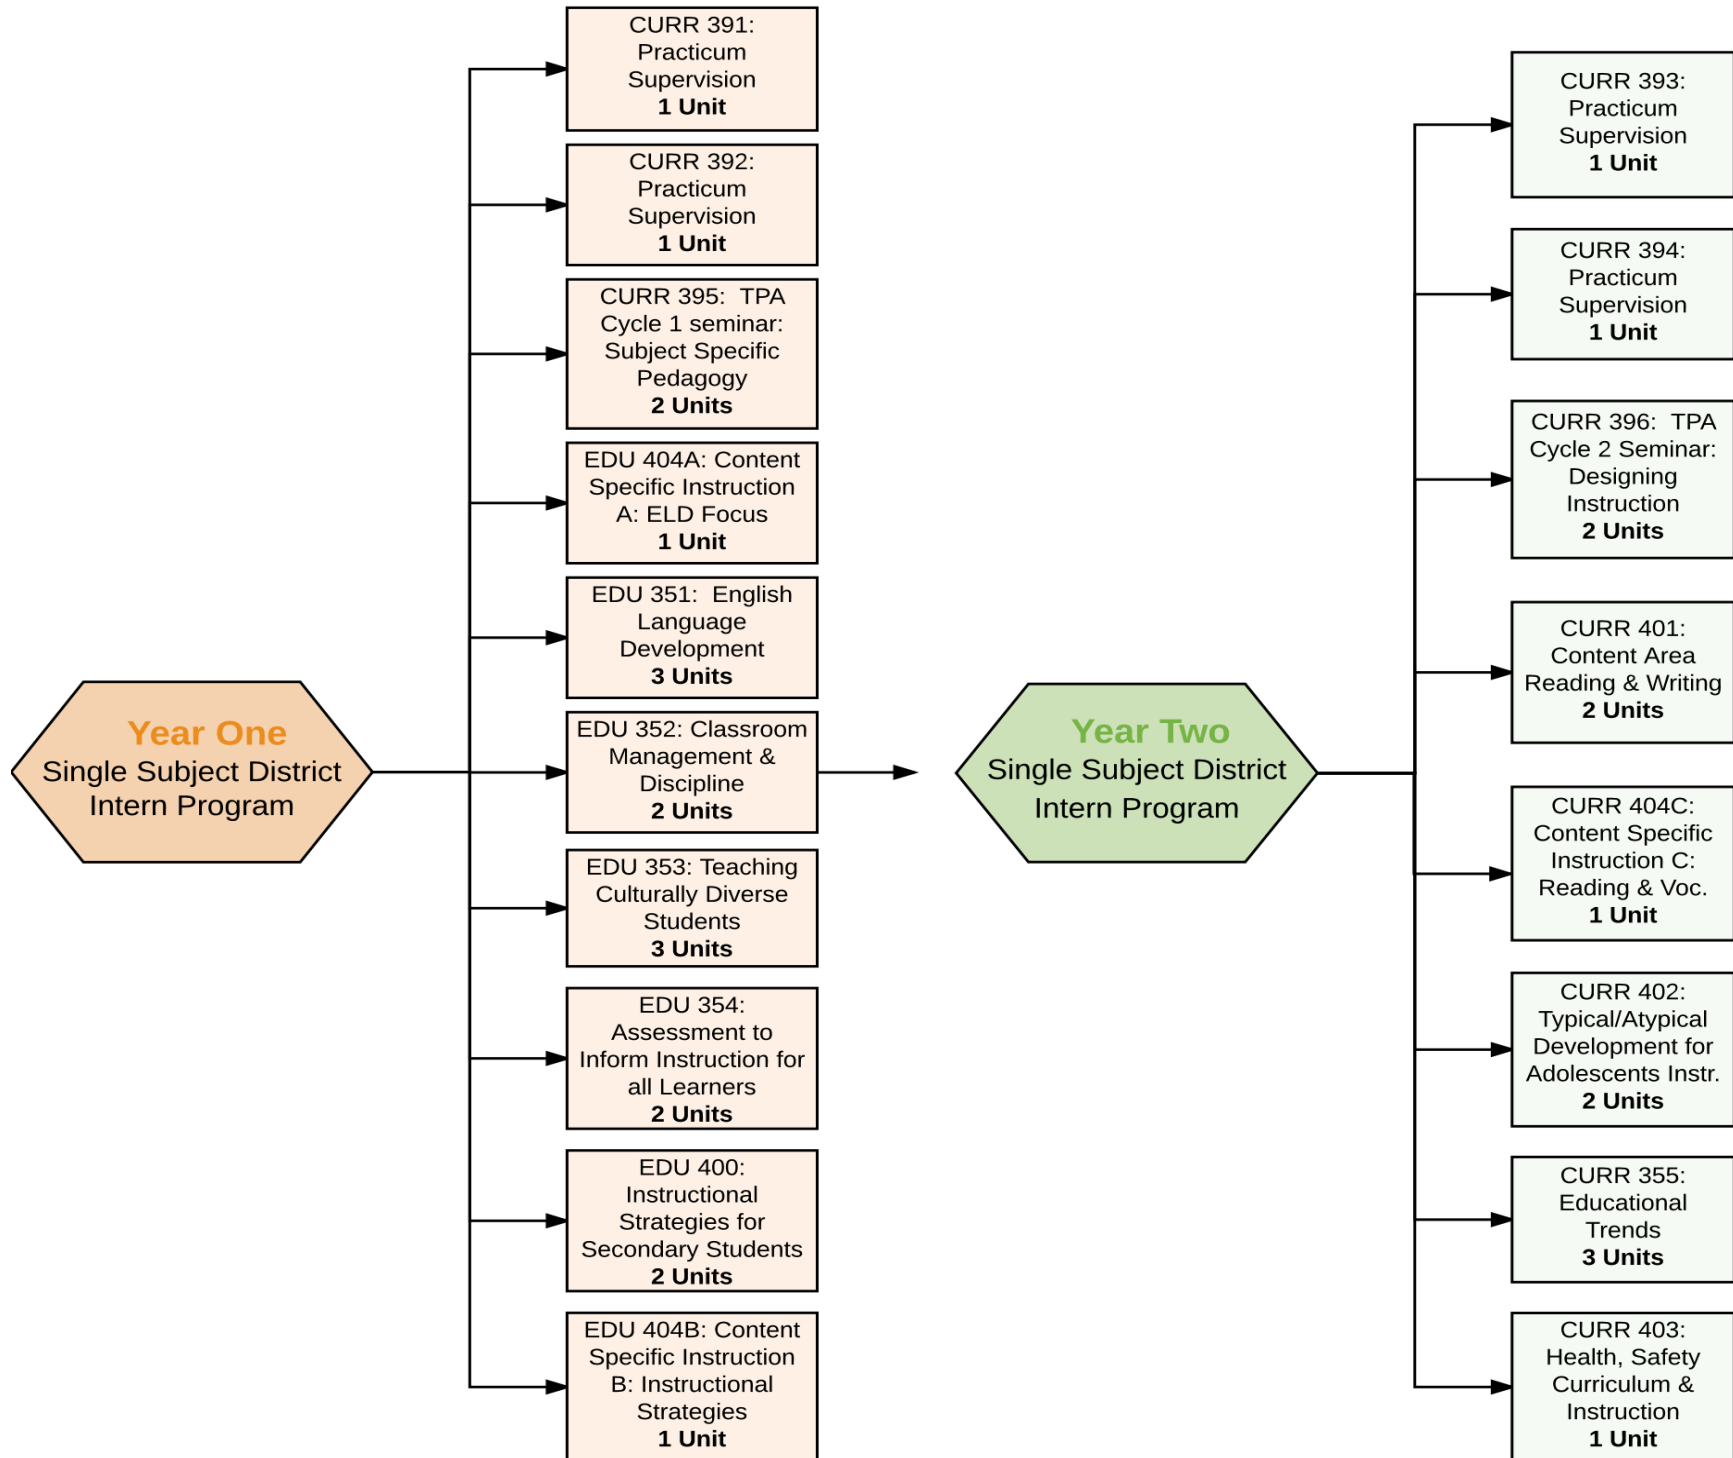 Year One
Single Subject District
Intern Program
CURR 391:
Practicum
Supervision
1 Unit
CURR 392:
Practicum
Supervision
1 Unit
CURR 395:  TPA
Cycle 1 seminar:
Subject Specific
Pedagogy
2 Units
EDU 404A: Content
Specific Instruction
A: ELD Focus
1 Unit
EDU 351:  English
Language
Development
3 Units
EDU 352: Classroom
Management &
Discipline
2 Units
EDU 353: Teaching
Culturally Diverse
Students
3 Units
EDU 354:
Assessment to
Inform Instruction for
all Learners
2 Units
EDU 400:
Instructional
Strategies for
Secondary Students
2 Units
EDU 404B: Content
Specific Instruction
B: Instructional
Strategies
1 Unit
Year Two
Single Subject District
Intern Program
CURR 393:
Practicum
Supervision
1 Unit
CURR 394:
Practicum
Supervision
1 Unit
CURR 396:  TPA
Cycle 2 Seminar:
Designing
Instruction
2 Units
CURR 401:
Content Area
Reading & Writing
2 Units
CURR 404C:
Content Specific
Instruction C:
Reading & Voc.
1 Unit
CURR 402:
Typical/Atypical
Development for
Adolescents Instr.
2 Units
CURR 355:
Educational
Trends
3 Units
CURR 403:
Health, Safety
Curriculum &
Instruction
1 Unit